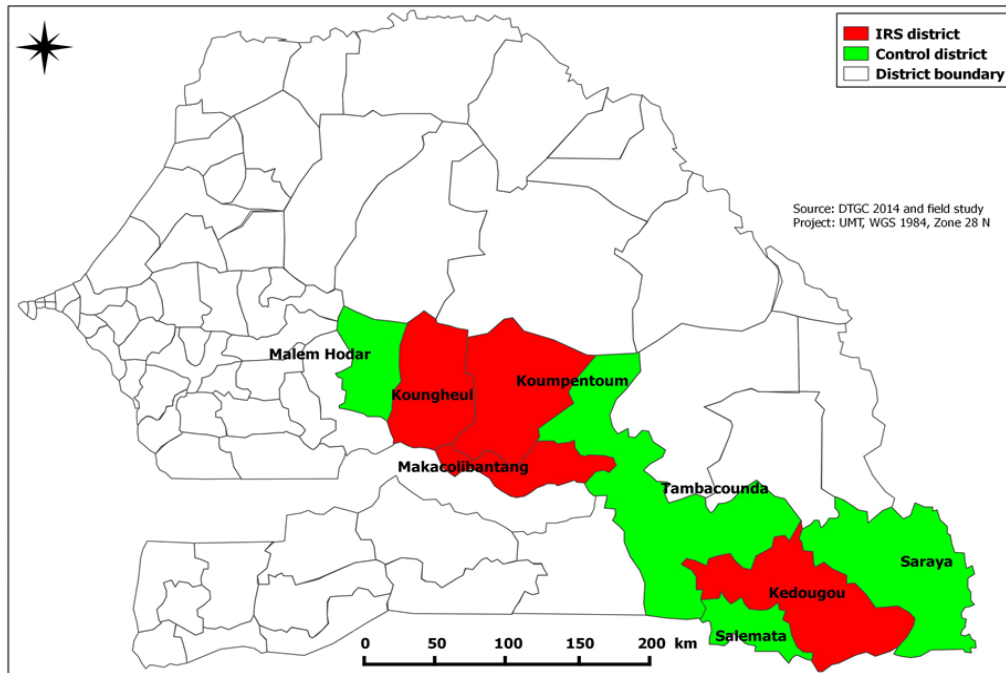 IRS district
Control district
District boundary
Source: DTGC 2014 and field study
Project: UMT, WGS 1984, Zone 28 N
Malem Hodar
Koungheul
Koumpentoum
Makacolibantang
Tambacounda
Saraya
Kedougou
Salemata
0 50 100 150 200 km